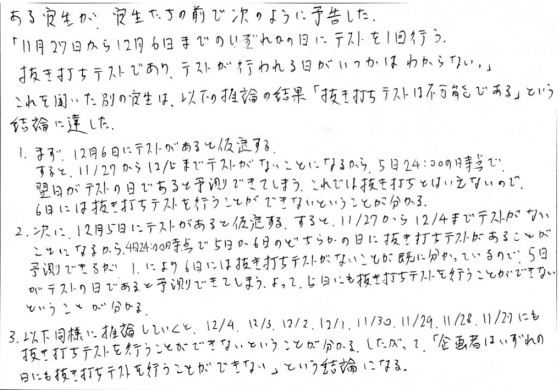 ある宣生が、宣生たちの前で次のように予告した.
「11月27日から12月6日までのいずれかの日にテストを1回行う.
抜き打ちテストであり、テストが行われる日がいつかはわからない。」
これを聞いた別の宣生は、以下の推論の結果「抜き打ちテストは不可能である」という
結論に達した.
1. まず、12月6日にテストがあると仮定する.
すると、11/27から12/5までテストがないことになるから、5日24:00の時点で、
翌日がテストの日であると予測できてしまう. これでは抜き打ちとはいえないので、
6日には抜き打ちテストを行うことができないということが分かる.
2. 次に、12月5日にテストがあると仮定する. すると、11/27から12/4までテストがない
ことになるから、4日24:00時点で5日か6日のどちらかの日に抜き打ちテストがあることが
予測できるが 1. により6日には抜き打ちテストがないことが既に分かっているので、5日
がテストの日であると予測できてしまう. よって、5日にも抜き打ちテストを行うことができない
ということが分かる.
3. 以下同様に推論していくと、12/4、12/3、12/2、12/1、11/30、11/29、11/28、11/27にも
抜き打ちテストを行うことができないということが分かる. したがって、「企画者はいずれの
日にも抜き打ちテストを行うことができない」という結論になる.